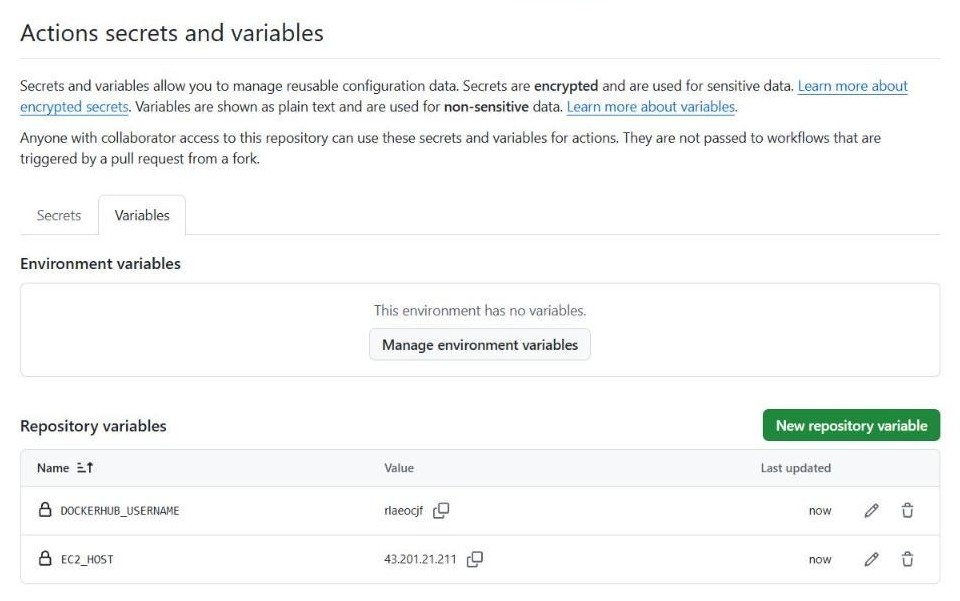 Actions secrets and variables
Secrets and variables allow you to manage reusable configuration data. Secrets are encrypted and are used for sensitive data. Learn more about
encrypted secrets. Variables are shown as plain text and are used for non-sensitive data. Learn more about variables.
Anyone with collaborator access to this repository can use these secrets and variables for actions. They are not passed to workflows that are
triggered by a pull request from a fork.
Secrets Variables
Environment variables
This environment has no variables.
Manage environment variables
Repository variables New repository variable
Name Value Last updated
DOCKERHUB_USERNAME rlaeocjf now
EC2_HOST 43.201.21.211 now